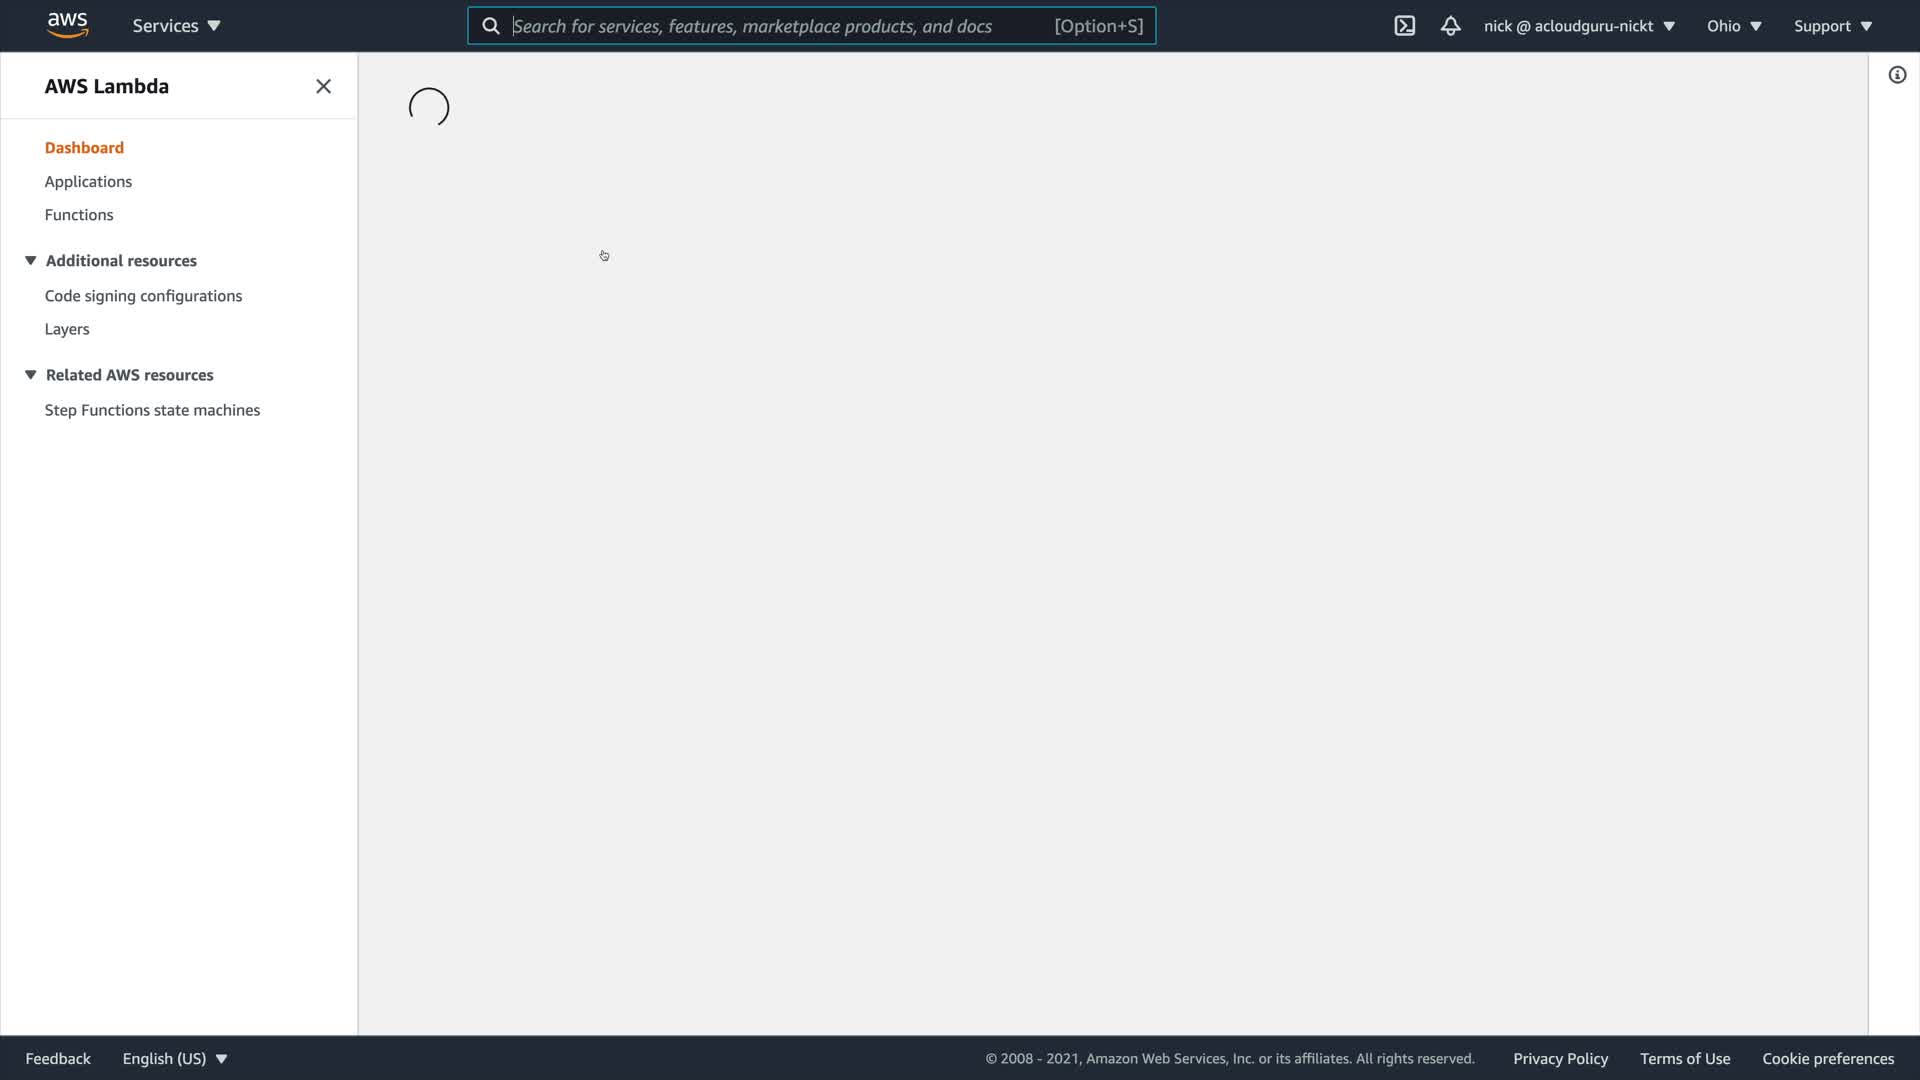 aws
Services
Search for services, features, marketplace products, and docs
[Option+S]
nick @ acloudguru-nickt
Ohio
Support
AWS Lambda
Dashboard
Applications
Functions
Additional resources
Code signing configurations
Layers
Related AWS resources
Step Functions state machines
Feedback
English (US)
© 2008 - 2021, Amazon Web Services, Inc. or its affiliates. All rights reserved.
Privacy Policy
Terms of Use
Cookie preferences